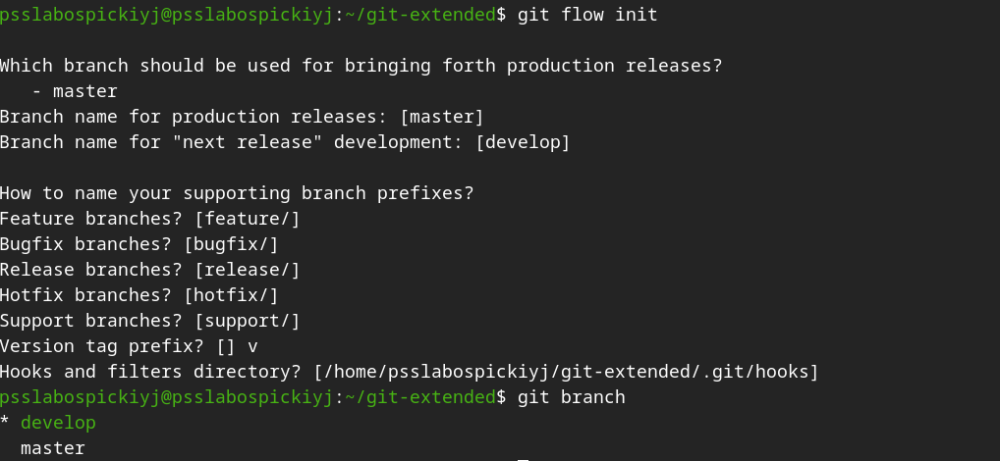 psslabospickiyj@psslabospickiyj:~/git-extended$ git flow init
Which branch should be used for bringing forth production releases?
- master
Branch name for production releases: [master]
Branch name for "next release" development: [develop]
How to name your supporting branch prefixes?
Feature branches? [feature/]
Bugfix branches? [bugfix/]
Release branches? [release/]
Hotfix branches? [hotfix/]
Support branches? [support/]
Version tag prefix? [] v
Hooks and filters directory? [/home/psslabospickiyj/git-extended/.git/hooks]
psslabospickiyj@psslabospickiyj:~/git-extended$ git branch
* develop
master